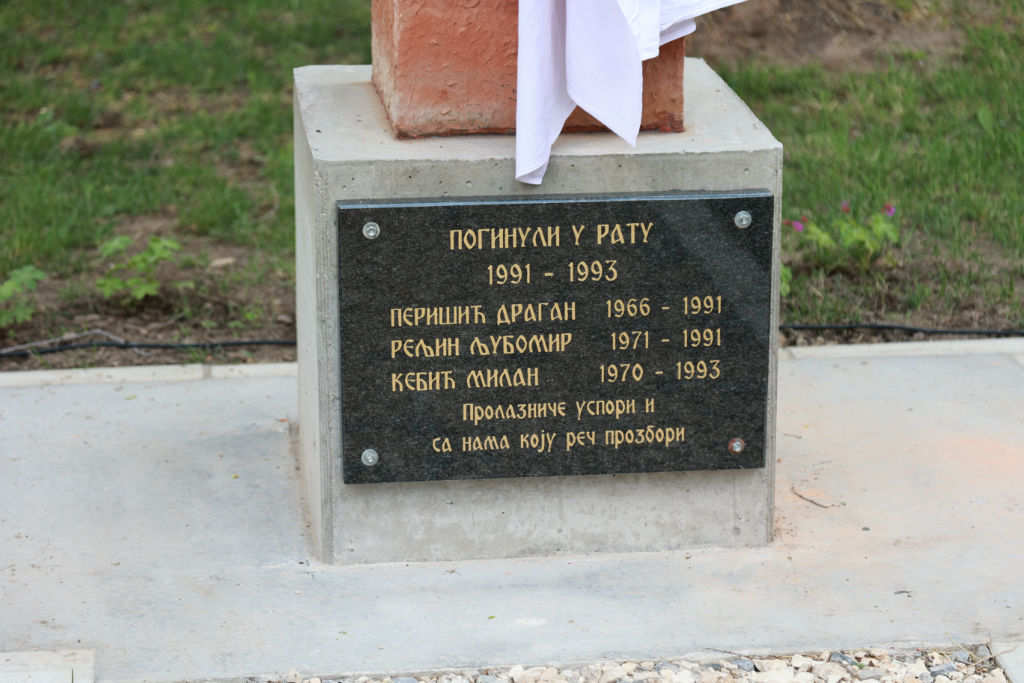 ПОГИНУЛИ У РАТУ
1991 - 1993
ПЕРИШИЋ ДРАГАН 1966 - 1991
РЕЉИН ЉУБОМИР 1971 - 1991
КЕБИЋ МИЛАН 1970 - 1993
Пролазниче успори и
са нама коју реч прозбори